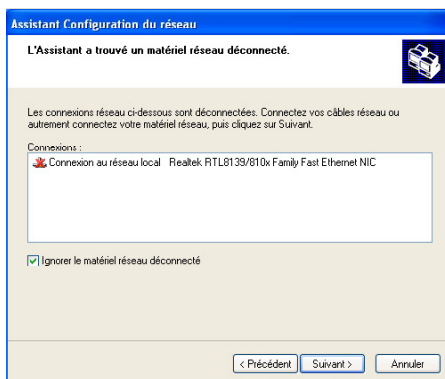 Assistant Configuration du réseau
L'Assistant a trouvé un matériel réseau déconnecté.
Les connexions réseau ci-dessous sont déconnectées. Connectez vos câbles réseau ou
autrement connectez votre matériel réseau, puis cliquez sur Suivant.
Connexions :
Connexion au réseau local Realtek RTL8139/810x Family Fast Ethernet NIC
Ignorer le matériel réseau déconnecté
< Précédent Suivant > Annuler